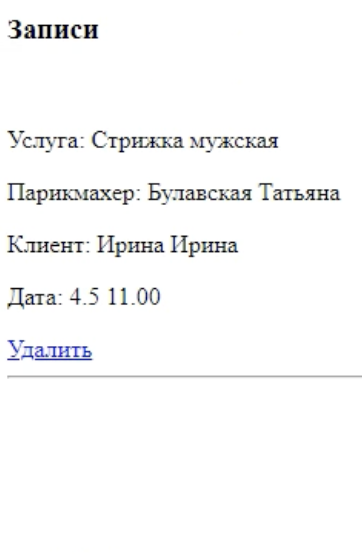 Записи
Услуга: Стрижка мужская
Парикмахер: Булавская Татьяна
Клиент: Ирина Ирина
Дата: 4.5 11.00
Удалить